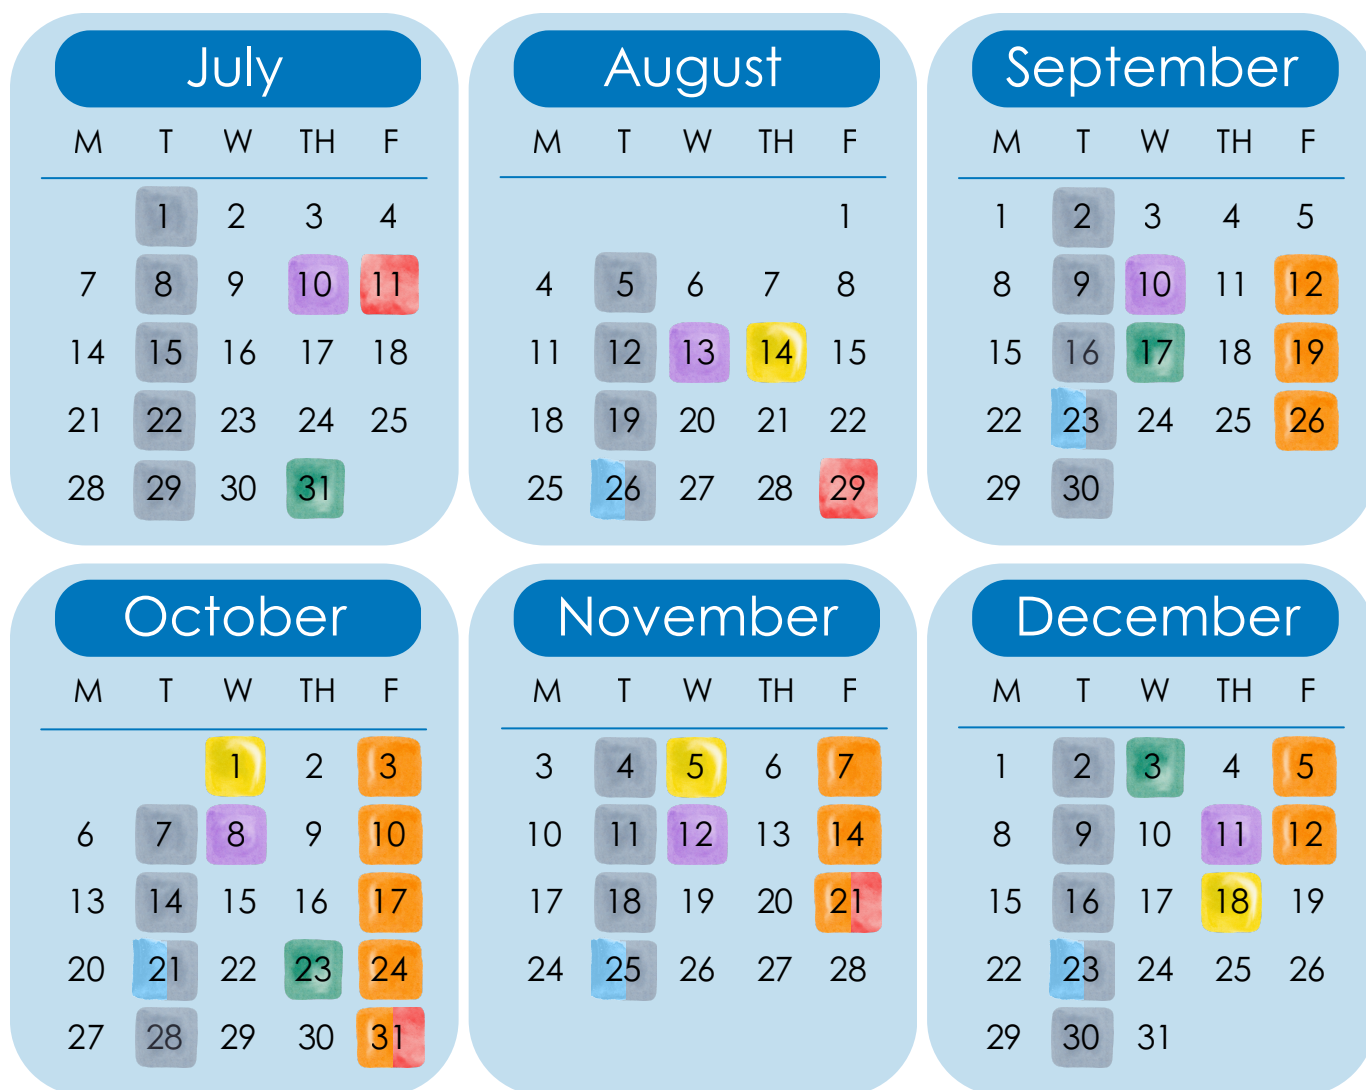 July
M T W TH F
1 2 3 4
7 8 9 10 11
14 15 16 17 18
21 22 23 24 25
28 29 30 31
August
M T W TH F
1
4 5 6 7 8
11 12 13 14 15
18 19 20 21 22
25 26 27 28 29
September
M T W TH F
1 2 3 4 5
8 9 10 11 12
15 16 17 18 19
22 23 24 25 26
29 30
October
M T W TH F
1 2 3
6 7 8 9 10
13 14 15 16 17
20 21 22 23 24
27 28 29 30 31
November
M T W TH F
3 4 5 6 7
10 11 12 13 14
17 18 19 20 21
24 25 26 27 28
December
M T W TH F
1 2 3 4 5
8 9 10 11 12
15 16 17 18 19
22 23 24 25 26
29 30 31